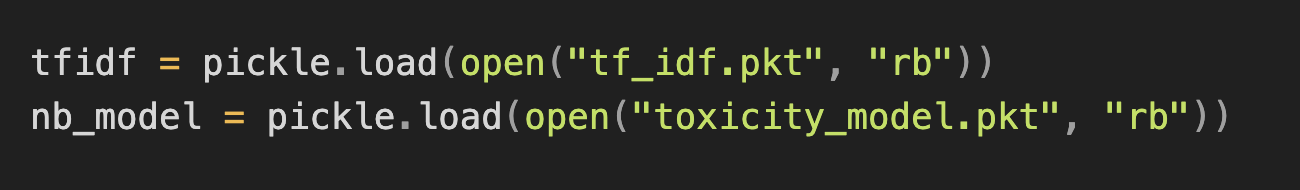 tfidf = pickle.load(open("tf_idf.pkt", "rb"))
nb_model = pickle.load(open("toxicity_model.pkt", "rb"))